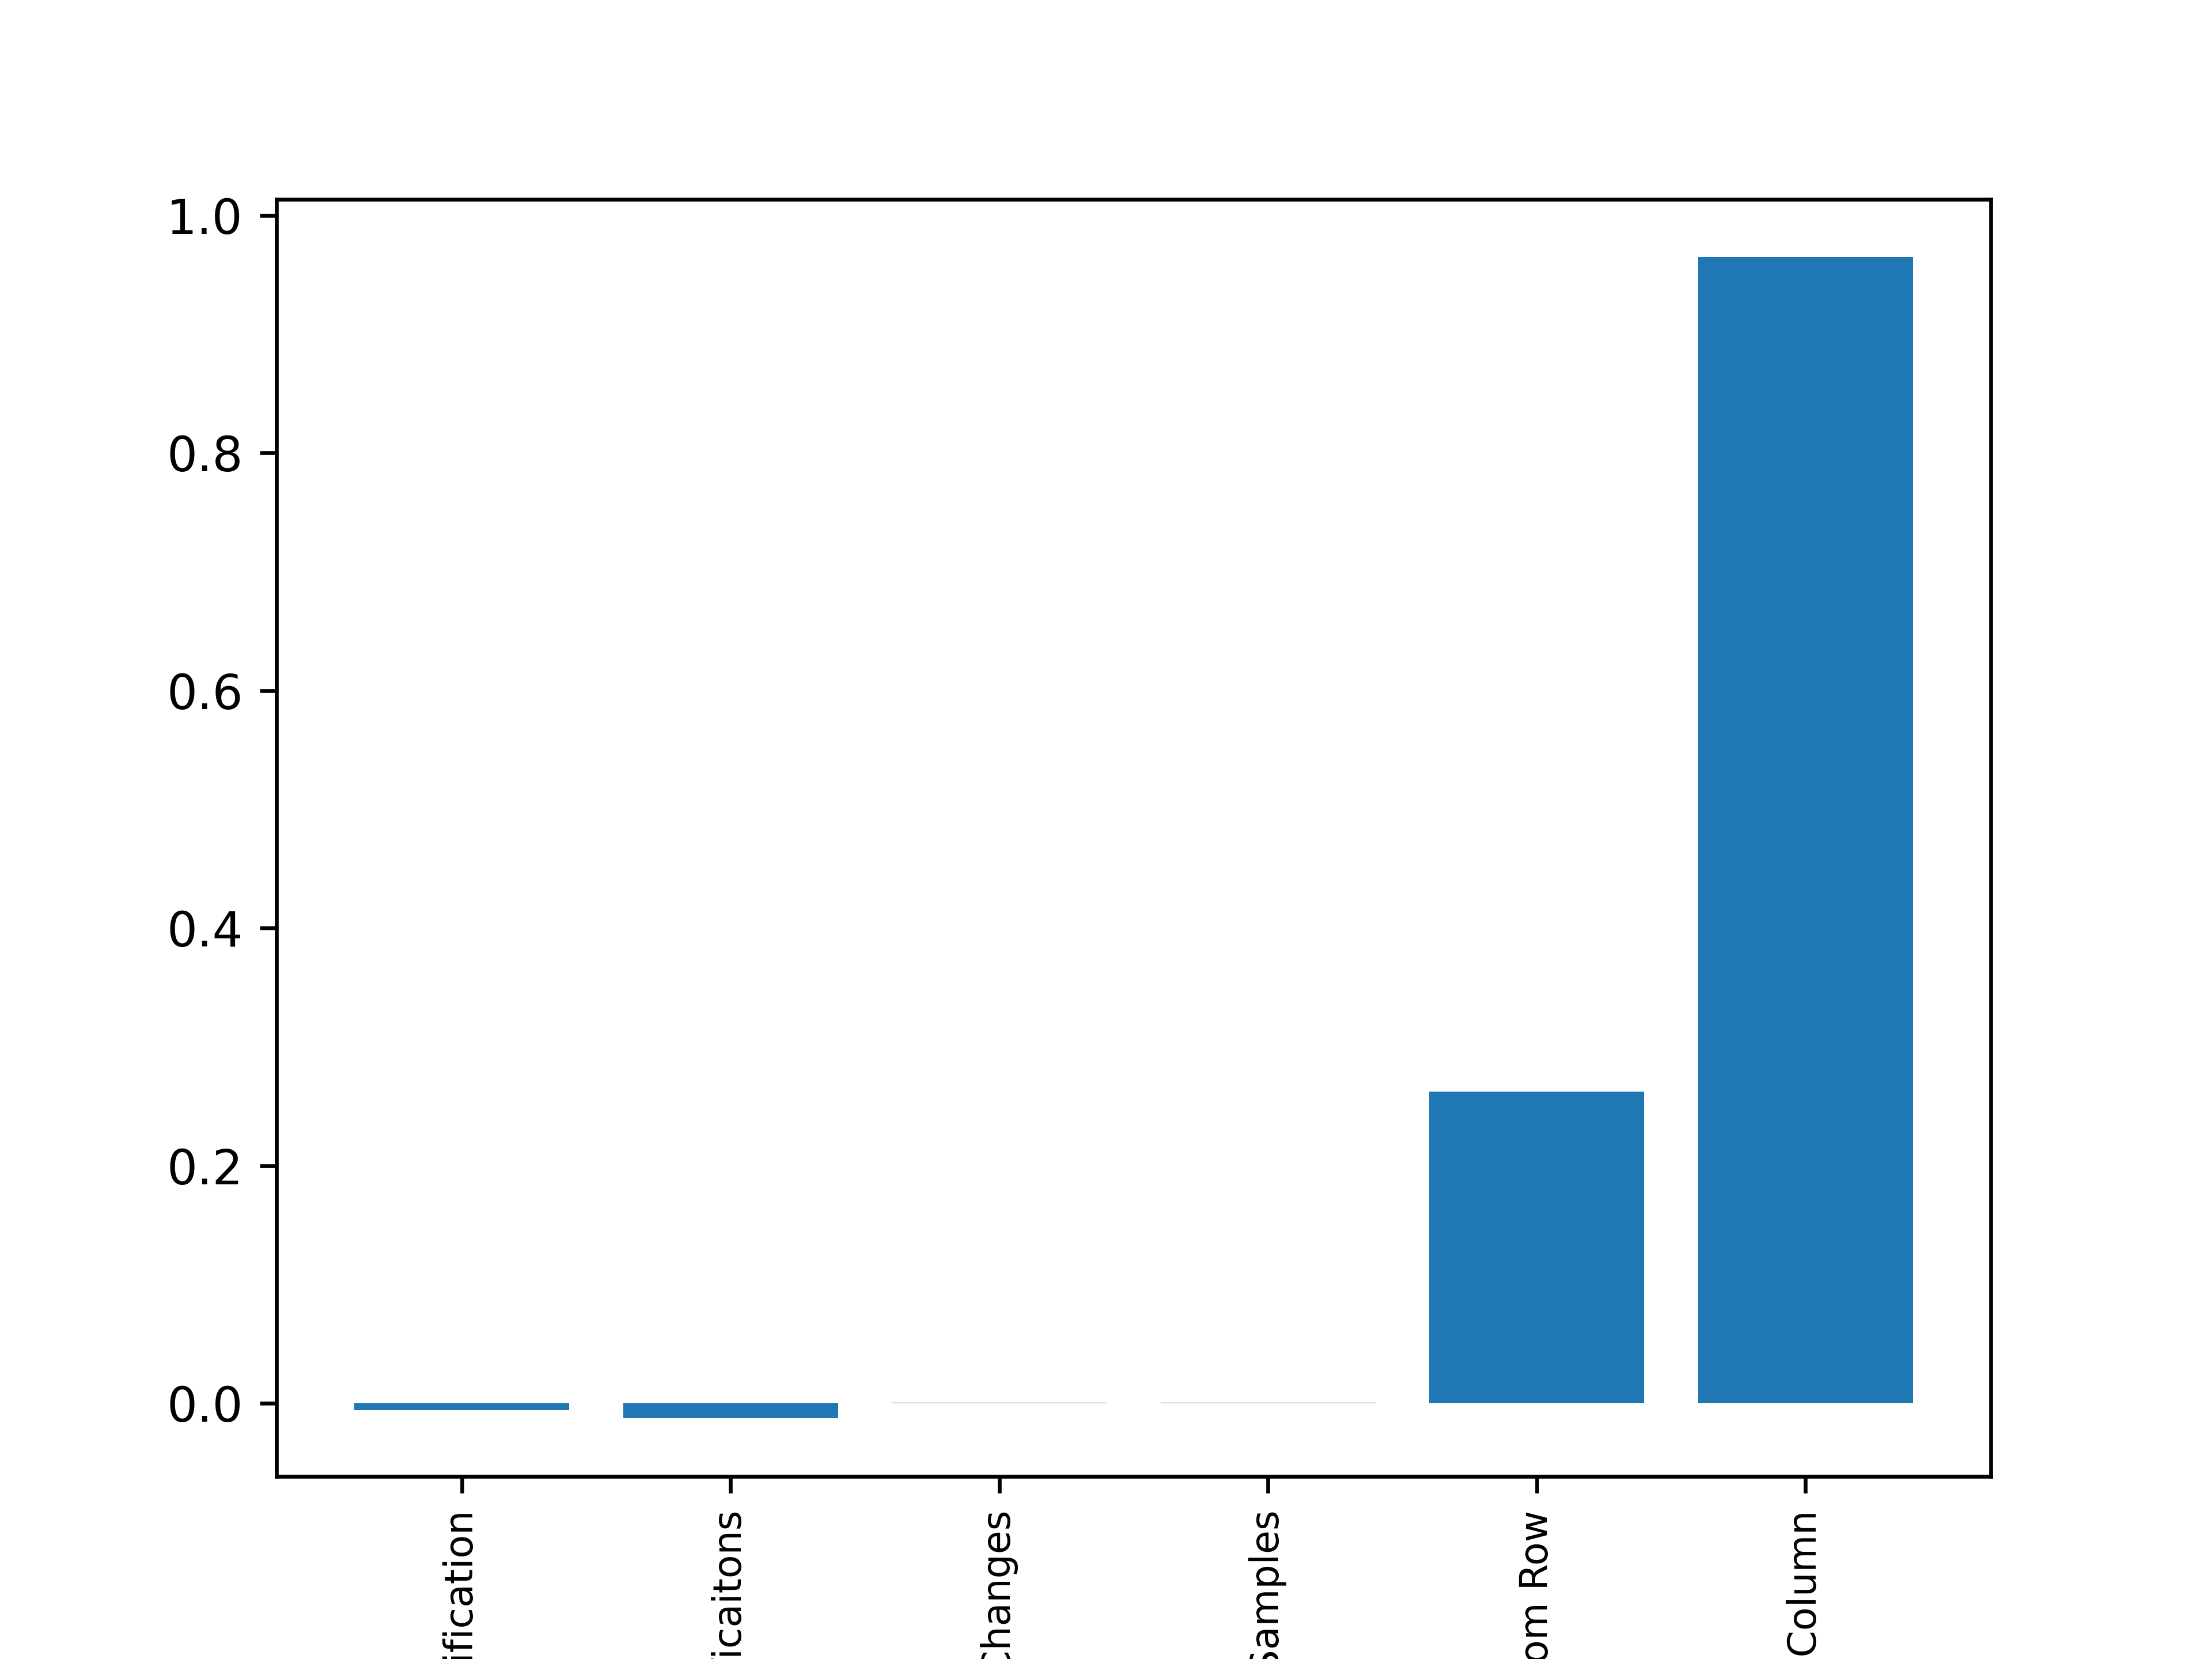 1.0
0.8
0.6
0.4
0.2
0.0
ification
icaitons
Changes
Samples
om Row
Column